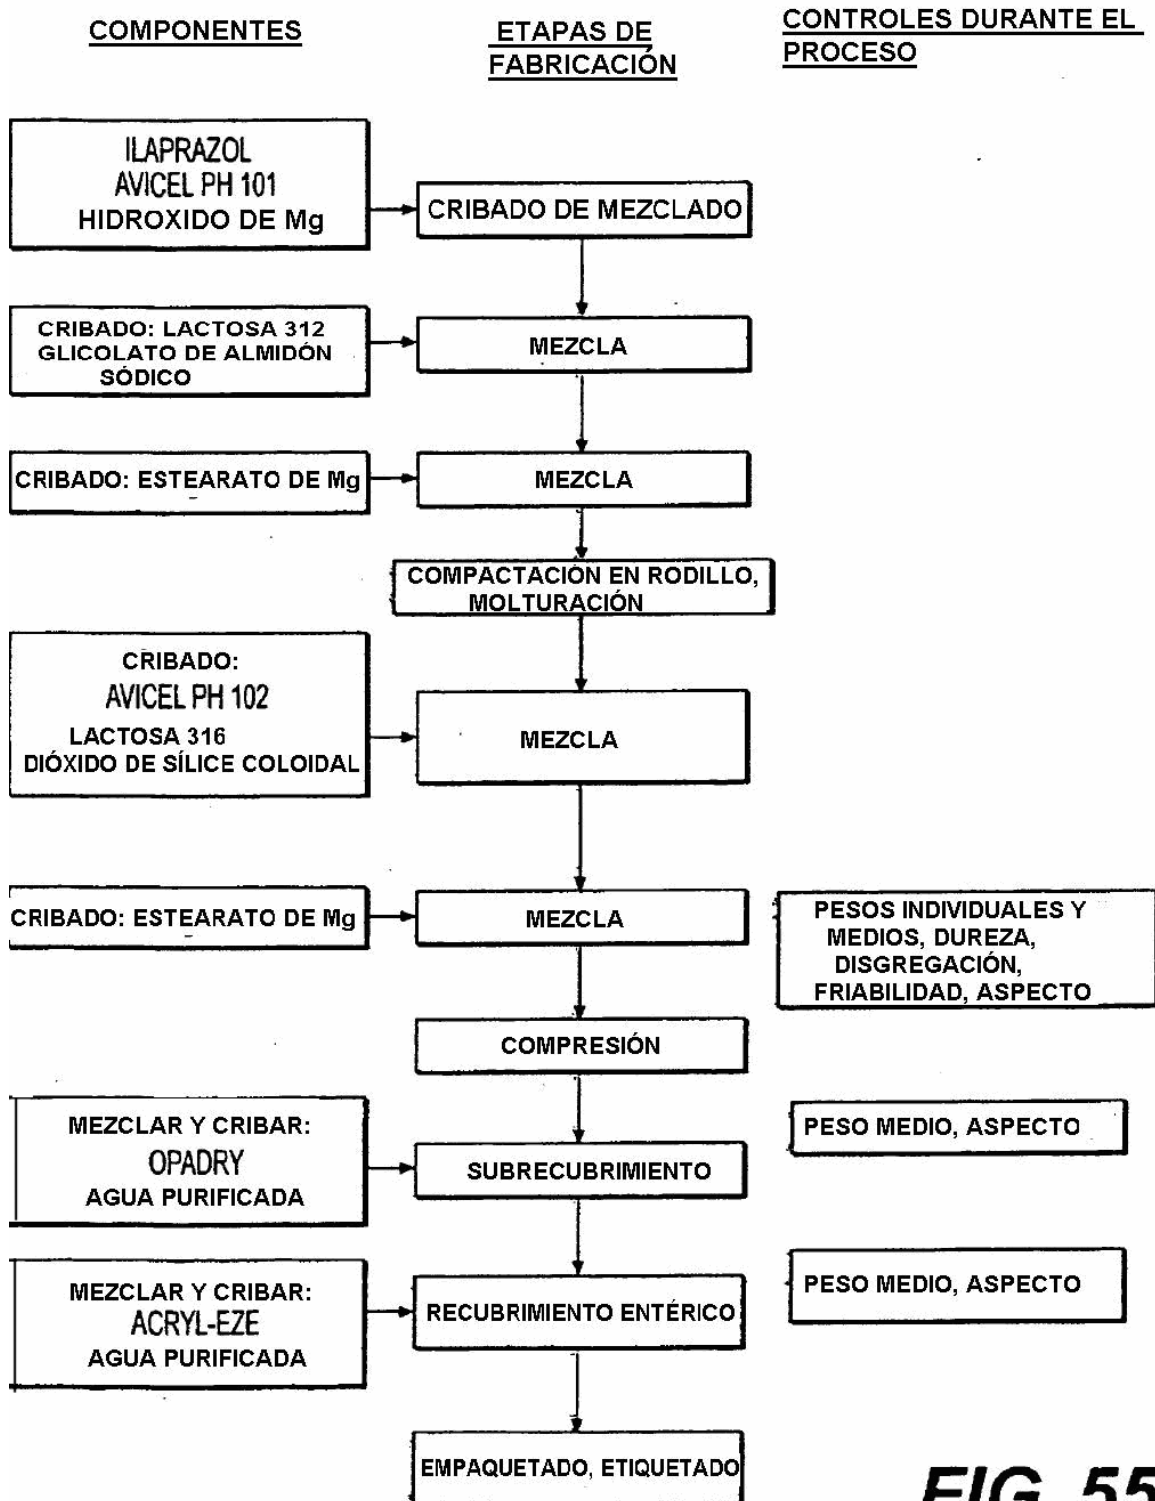 COMPONENTES
ETAPAS DE
FABRICACIÓN
CONTROLES DURANTE EL
PROCESO
ILAPRAZOL
AVICEL PH 101
HIDROXIDO DE Mg
CRIBADO DE MEZCLADO
CRIBADO: LACTOSA 312
GLICOLATO DE ALMIDÓN
SÓDICO
MEZCLA
CRIBADO: ESTEARATO DE Mg
MEZCLA
COMPACTACIÓN EN RODILLO,
MOLTURACIÓN
CRIBADO:
AVICEL PH 102
LACTOSA 316
DIÓXIDO DE SÍLICE COLOIDAL
MEZCLA
CRIBADO: ESTEARATO DE Mg
MEZCLA
PESOS INDIVIDUALES Y
MEDIOS, DUREZA,
DISGREGACIÓN,
FRIABILIDAD, ASPECTO
COMPRESIÓN
MEZCLAR Y CRIBAR:
OPADRY
AGUA PURIFICADA
SUBRECUBRIMIENTO
PESO MEDIO, ASPECTO
MEZCLAR Y CRIBAR:
ACRYL-EZE
AGUA PURIFICADA
RECUBRIMIENTO ENTÉRICO
PESO MEDIO, ASPECTO
EMPAQUETADO, ETIQUETADO
FIG. 55